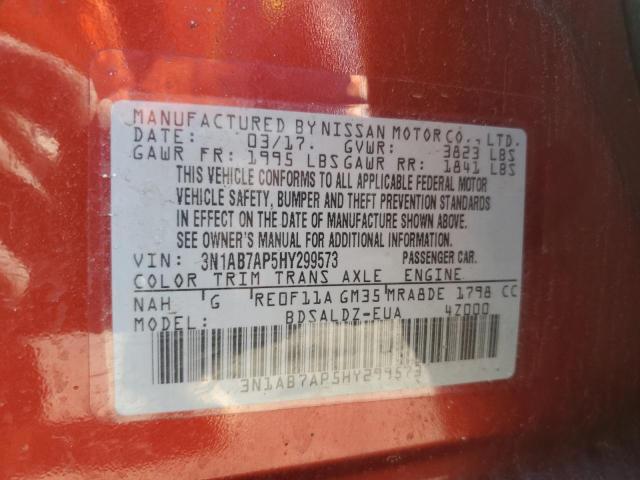 MANUFACTURED BY NISSAN MOTOR CO., LTD.
DATE: 03/17. GVWR: 3823 LBS
GAWR FR: 1995 LBS GAWR RR: 1841 LBS
THIS VEHICLE CONFORMS TO ALL APPLICABLE FEDERAL MOTOR
VEHICLE SAFETY, BUMPER AND THEFT PREVENTION STANDARDS
IN EFFECT ON THE DATE OF MANUFACTURE SHOWN ABOVE.
SEE OWNER'S MANUAL FOR ADDITIONAL INFORMATION.
VIN: 3N1AB7AP5HY299573 PASSENGER CAR.
COLOR TRIM TRANS AXLE ENGINE
NAH G RE0F11A GM35 MRA8DE 1798 CC
MODEL: BDSALDZ-EUA 4Z000
3N1AB7AP5HY299573